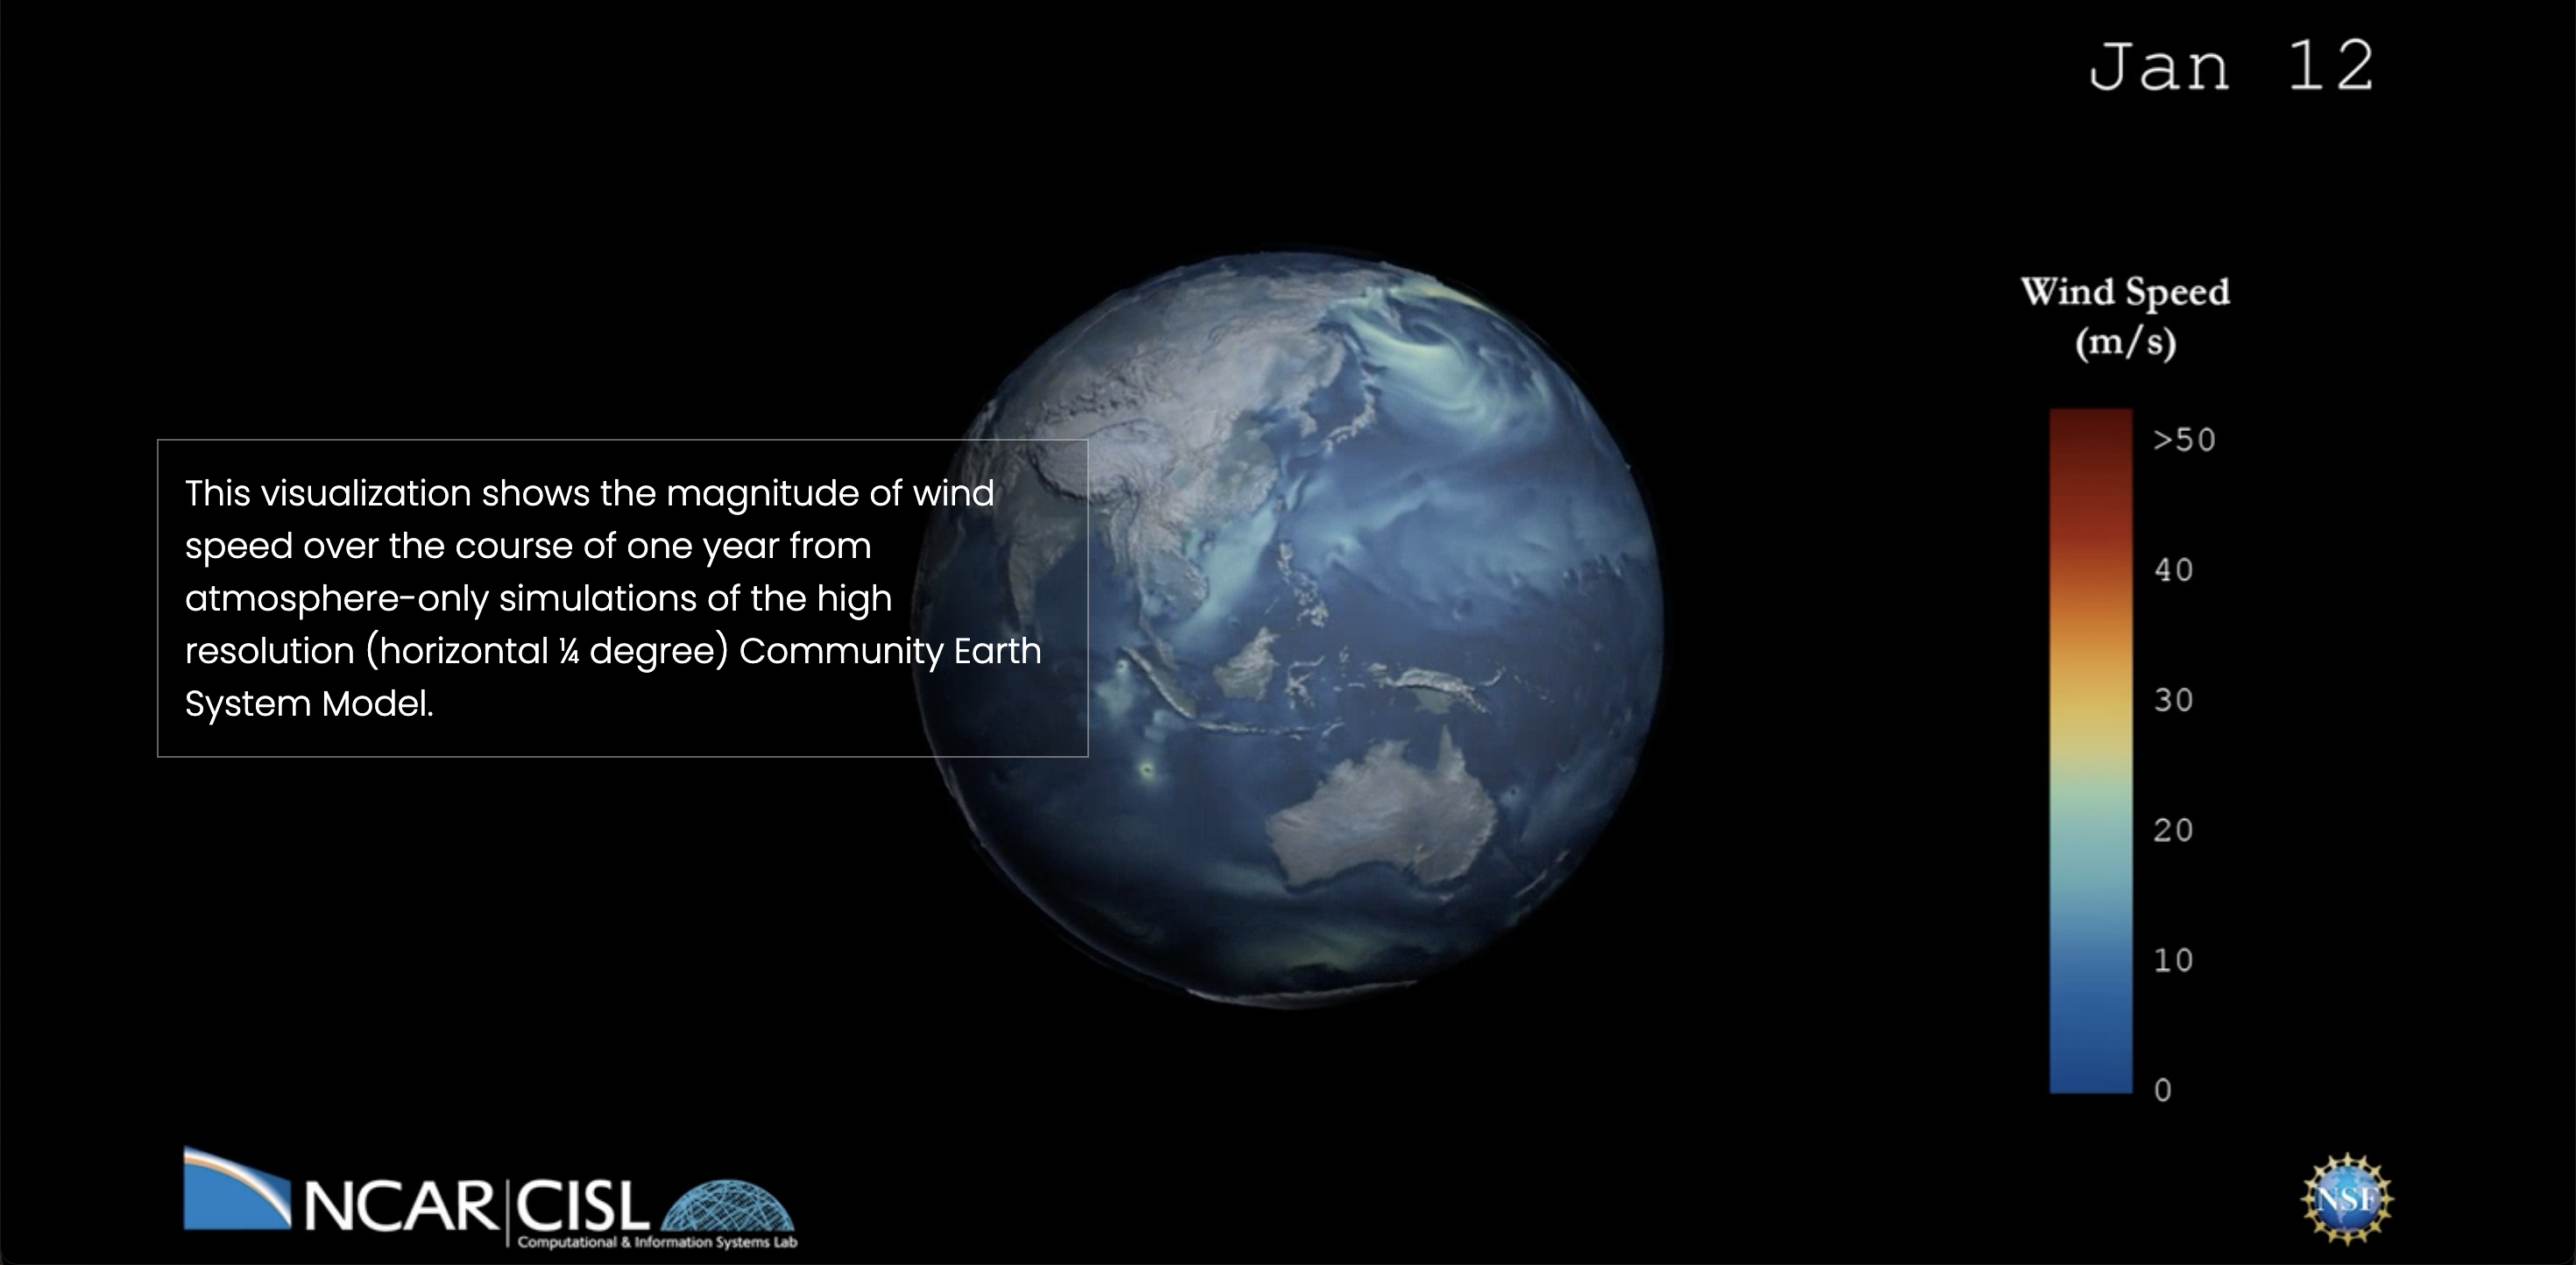 Jan 12
Wind Speed
(m/s)
>50
40
30
20
10
0
This visualization shows the magnitude of wind
speed over the course of one year from
atmosphere-only simulations of the high
resolution (horizontal ¼ degree) Community Earth
System Model.
NCAR|CISL
Computational & Information Systems Lab
NSF